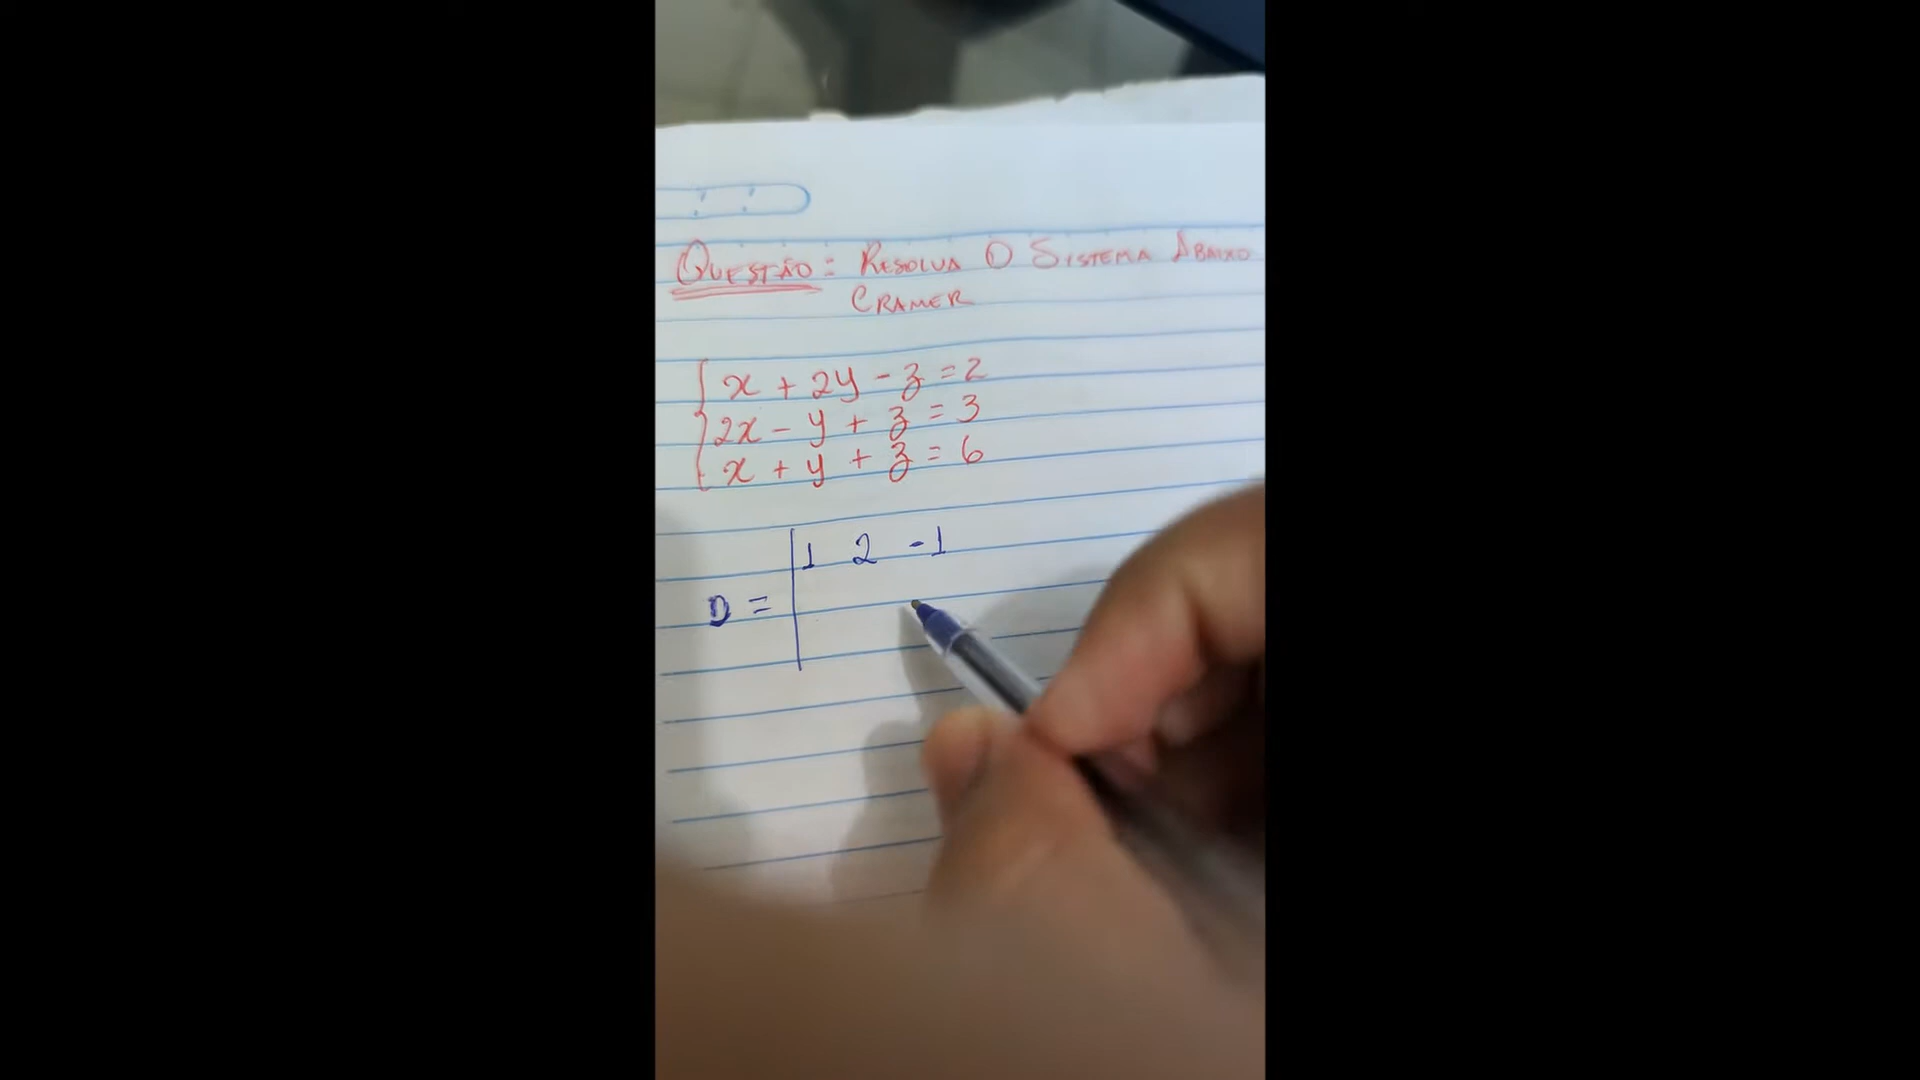 QUESTÃO: RESOLVA O SISTEMA ABAIXO
CRAMER
x + 2y - z = 2
2x - y + z = 3
x + y + z = 6
1 2 -1
D =